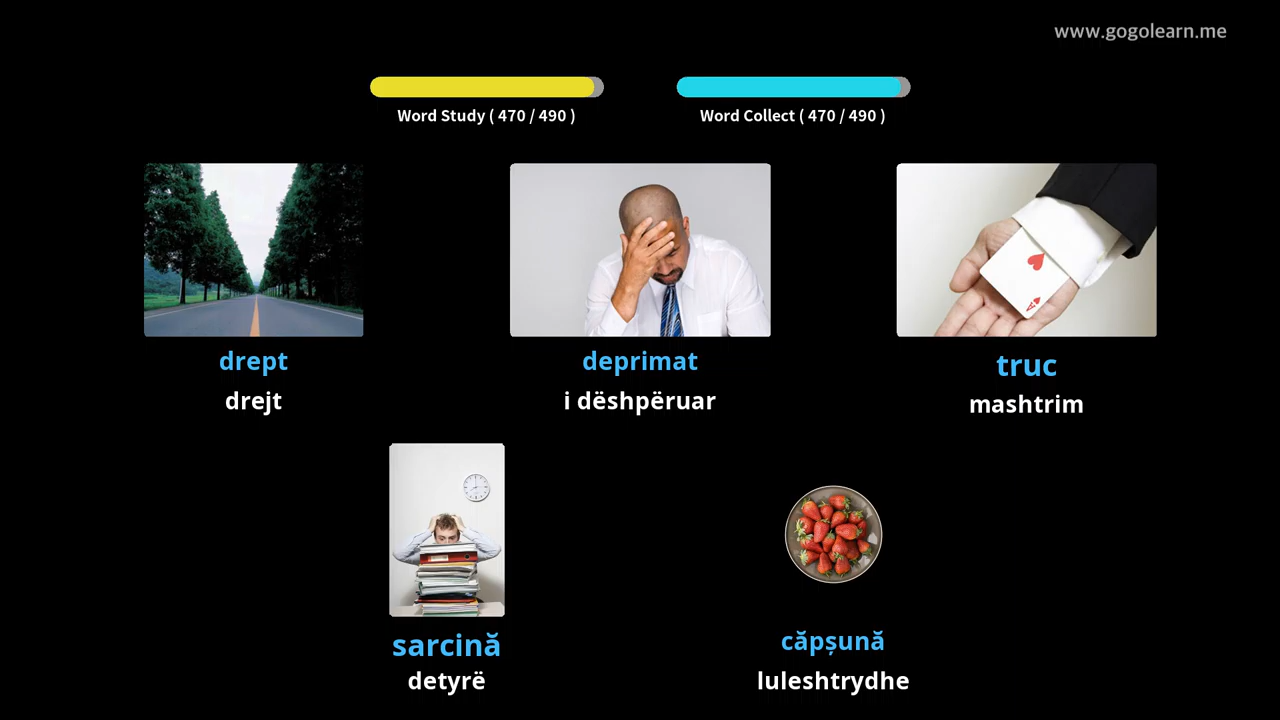 www.gogolearn.me
Word Study ( 470 / 490 )
Word Collect ( 470 / 490 )
drept
drejt
deprimat
i dëshpëruar
truc
mashtrim
sarcină
detyrë
căpșună
luleshtrydhe